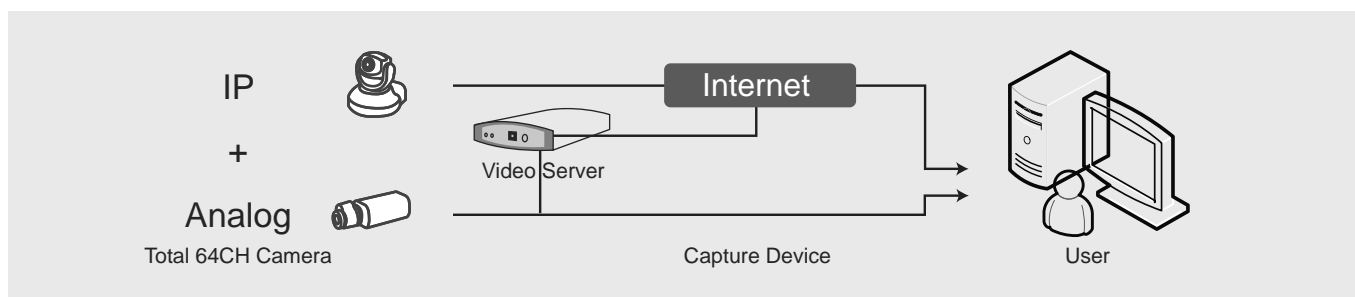 IP
Internet
+
Video Server
Analog
Total 64CH Camera
Capture Device
User